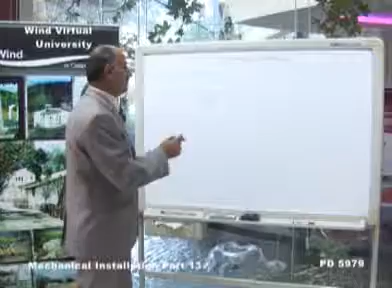 Wind Virtual
University
Wind
Mechanical Installation Part 13
PD 5979